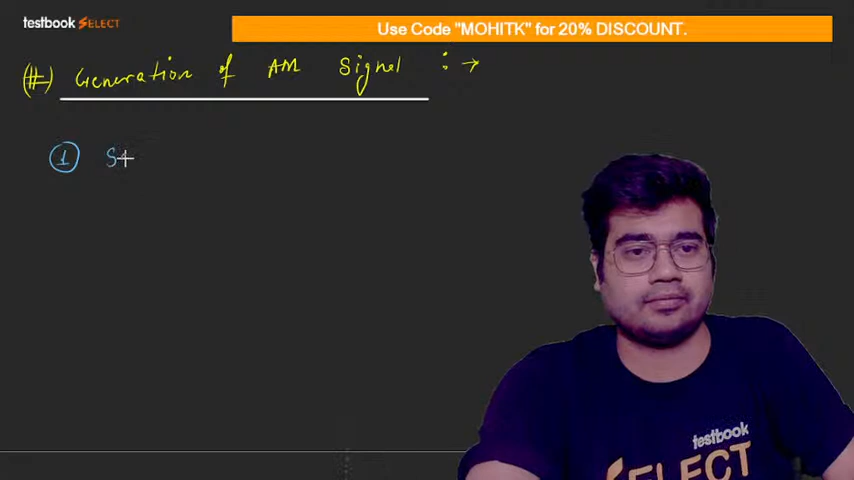 testbook SELECT
Use Code "MOHITK" for 20% DISCOUNT.
(#) Generation of AM Signal :→
① S
testbook
SELECT